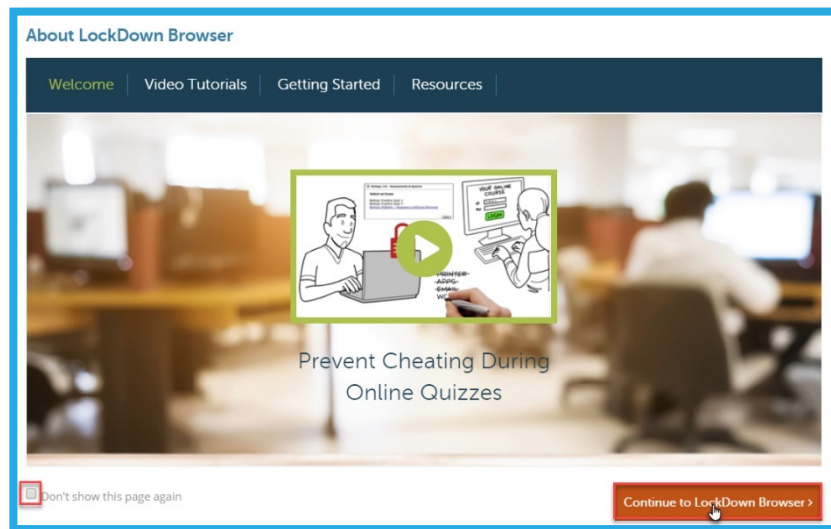 About LockDown Browser
Welcome
Video Tutorials
Getting Started
Resources
YOUR ONLINE
COURSE
LOGIN
PRINTER
APPS
EMAIL
Prevent Cheating During
Online Quizzes
Don't show this page again
Continue to LockDown Browser >